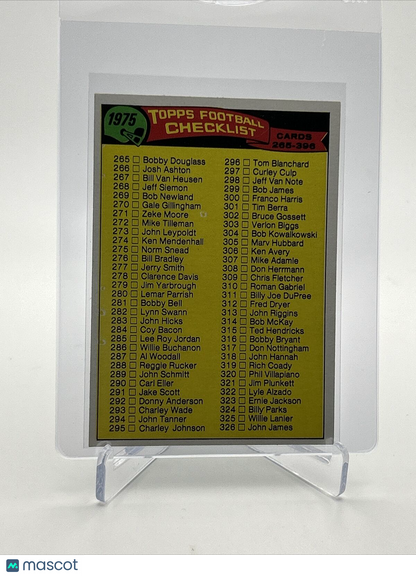 1975
TOPPS FOOTBALL
CHECKLIST
CARDS
265-396
265 Bobby Douglass
266 Josh Ashton
267 Bill Van Heusen
268 Jeff Siemon
269 Bob Newland
270 Gale Gillingham
271 Zeke Moore
272 Mike Tilleman
273 John Leypoldt
274 Ken Mendenhall
275 Norm Snead
276 Bill Bradley
277 Jerry Smith
278 Clarence Davis
279 Jim Yarbrough
280 Lemar Parrish
281 Bobby Bell
282 Lynn Swann
283 John Hicks
284 Coy Bacon
285 Lee Roy Jordan
286 Willie Buchanon
287 Al Woodall
288 Reggie Rucker
289 John Schmitt
290 Carl Eller
291 Jake Scott
292 Donny Anderson
293 Charley Wade
294 John Tanner
295 Charley Johnson
296 Tom Blanchard
297 Curley Culp
298 Jeff Van Note
299 Bob James
300 Franco Harris
301 Tim Berra
302 Bruce Gossett
303 Verlon Biggs
304 Bob Kowalkowski
305 Marv Hubbard
306 Ken Avery
307 Mike Adamle
308 Don Herrmann
309 Chris Fletcher
310 Roman Gabriel
311 Billy Joe DuPree
312 Fred Dryer
313 John Riggins
314 Bob McKay
315 Ted Hendricks
316 Bobby Bryant
317 Don Nottingham
318 John Hannah
319 Rich Coady
320 Phil Villapiano
321 Jim Plunkett
322 Lyle Alzado
323 Ernie Jackson
324 Billy Parks
325 Willie Lanier
326 John James
mascot